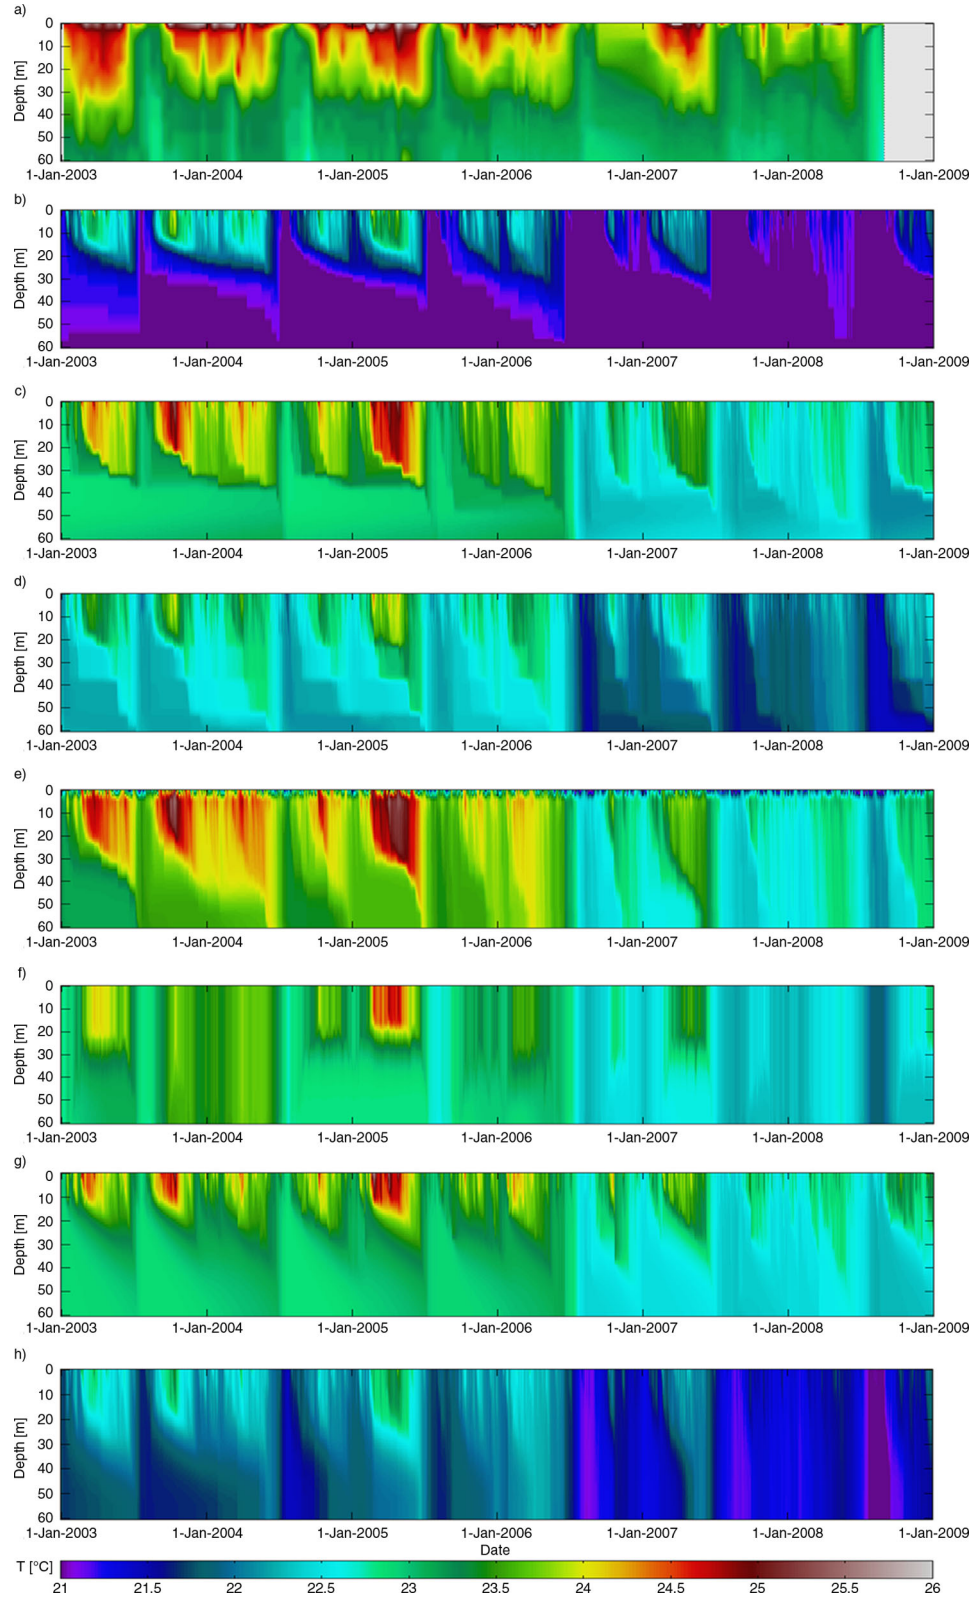 a)
0
10
20
30
40
50
60
Depth [m]
1-Jan-2003 1-Jan-2004 1-Jan-2005 1-Jan-2006 1-Jan-2007 1-Jan-2008 1-Jan-2009
b)
0
10
20
30
40
50
60
Depth [m]
1-Jan-2003 1-Jan-2004 1-Jan-2005 1-Jan-2006 1-Jan-2007 1-Jan-2008 1-Jan-2009
c)
0
10
20
30
40
50
60
Depth [m]
1-Jan-2003 1-Jan-2004 1-Jan-2005 1-Jan-2006 1-Jan-2007 1-Jan-2008 1-Jan-2009
d)
0
10
20
30
40
50
60
Depth [m]
1-Jan-2003 1-Jan-2004 1-Jan-2005 1-Jan-2006 1-Jan-2007 1-Jan-2008 1-Jan-2009
e)
0
10
20
30
40
50
60
Depth [m]
1-Jan-2003 1-Jan-2004 1-Jan-2005 1-Jan-2006 1-Jan-2007 1-Jan-2008 1-Jan-2009
f)
0
10
20
30
40
50
60
Depth [m]
1-Jan-2003 1-Jan-2004 1-Jan-2005 1-Jan-2006 1-Jan-2007 1-Jan-2008 1-Jan-2009
g)
0
10
20
30
40
50
60
Depth [m]
1-Jan-2003 1-Jan-2004 1-Jan-2005 1-Jan-2006 1-Jan-2007 1-Jan-2008 1-Jan-2009
h)
0
10
20
30
40
50
60
Depth [m]
1-Jan-2003 1-Jan-2004 1-Jan-2005 1-Jan-2006 1-Jan-2007 1-Jan-2008 1-Jan-2009
Date
T [°C]
21 21.5 22 22.5 23 23.5 24 24.5 25 25.5 26